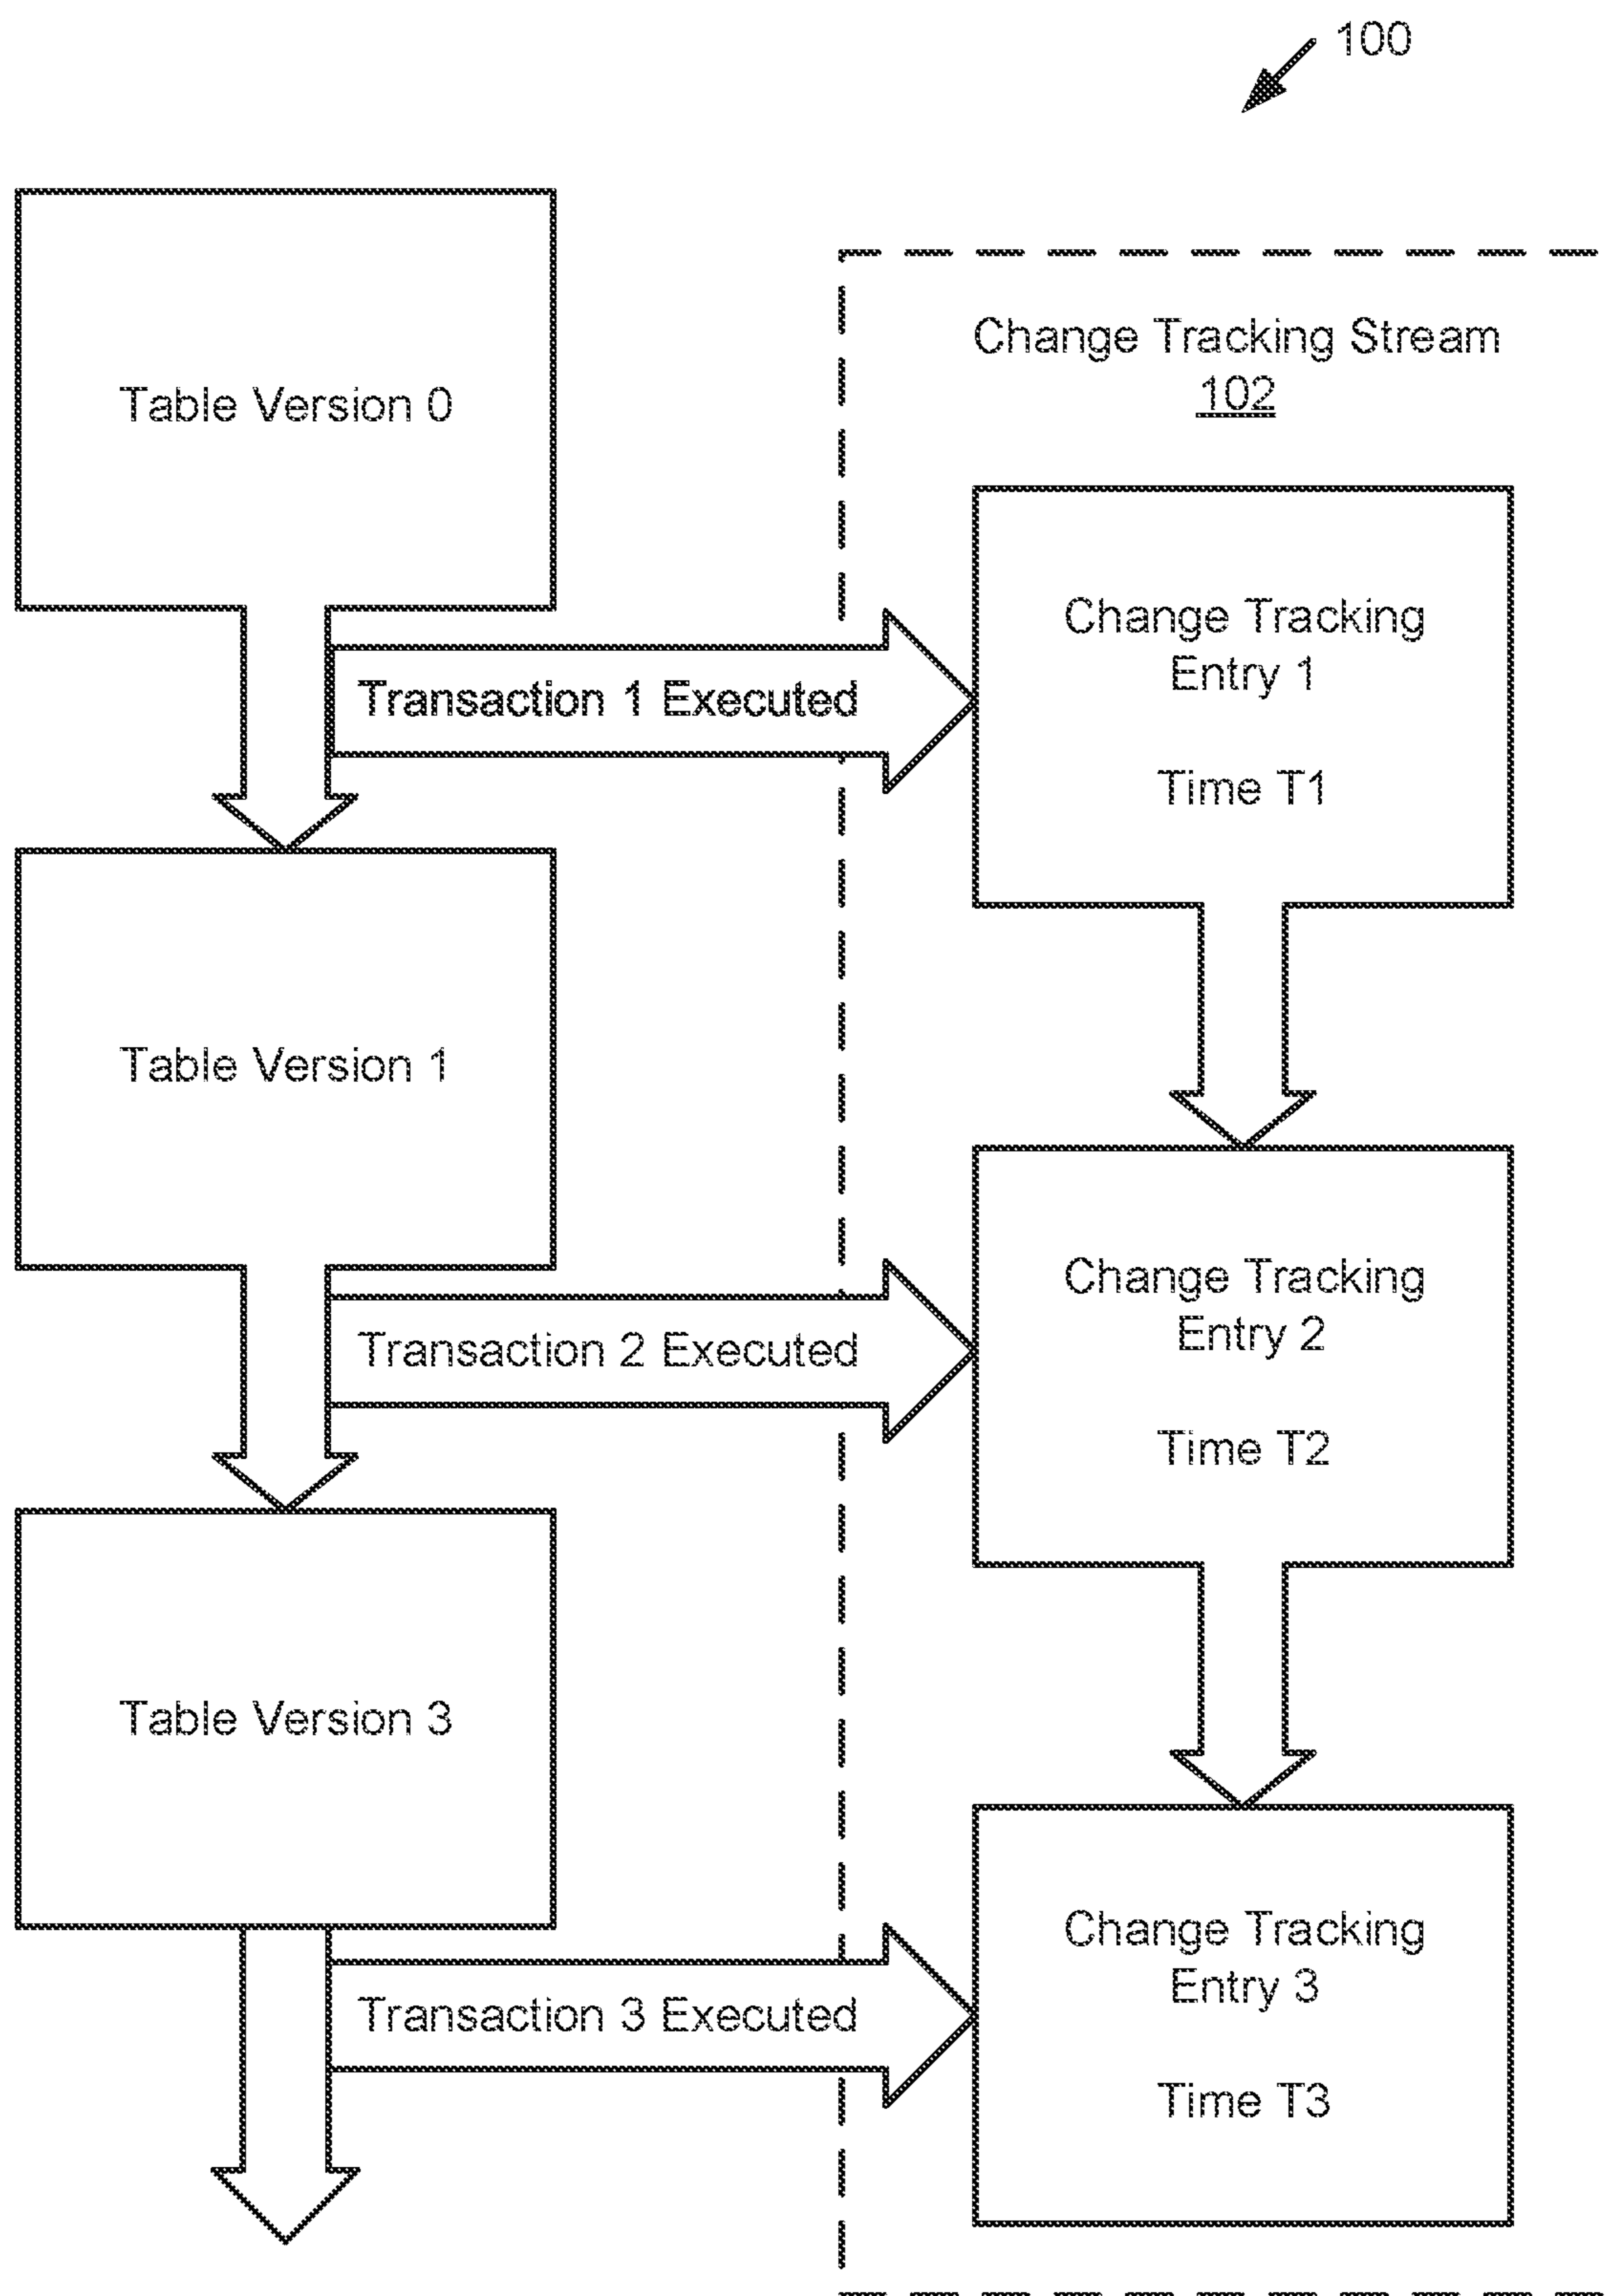 100
Table Version 0
Change Tracking Stream
102
Transaction 1 Executed
Change Tracking
Entry 1
Time T1
Table Version 1
Transaction 2 Executed
Change Tracking
Entry 2
Time T2
Table Version 3
Transaction 3 Executed
Change Tracking
Entry 3
Time T3